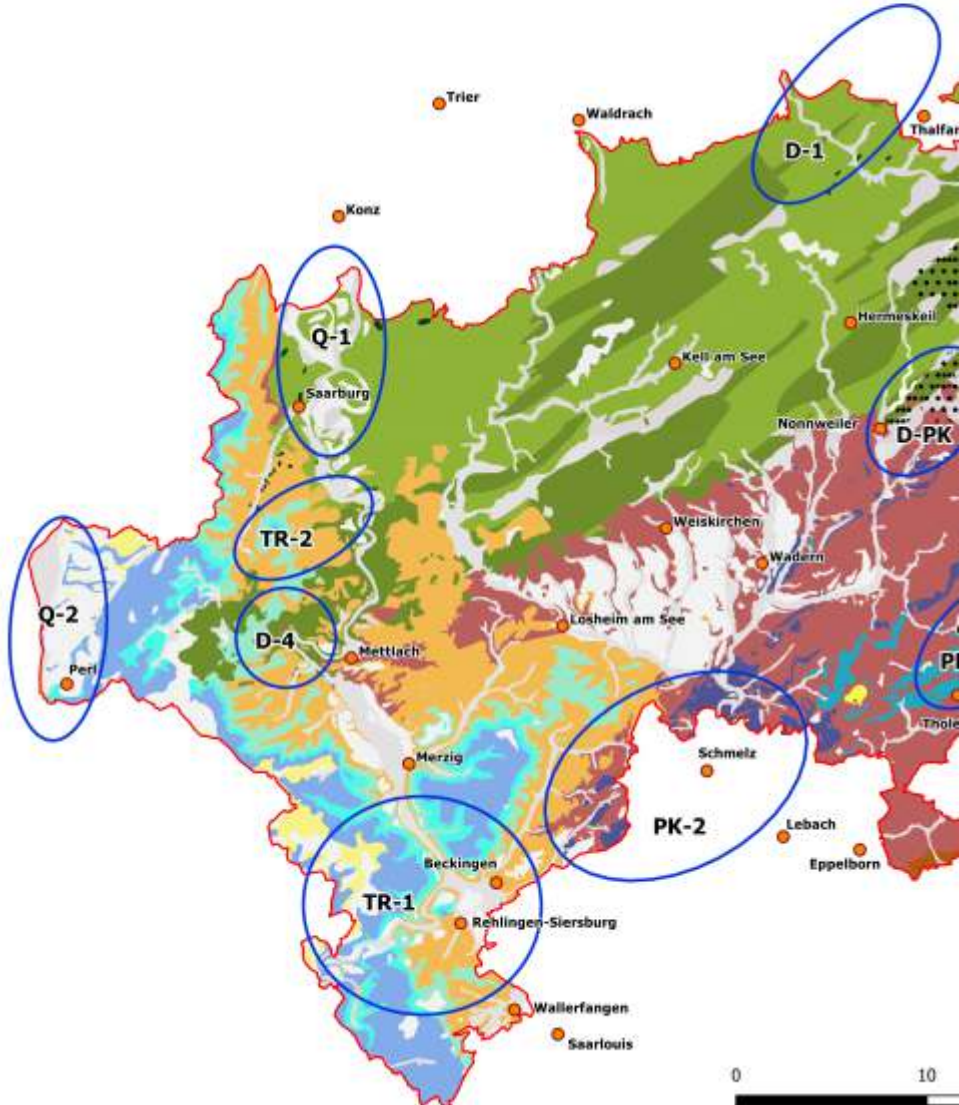 Trier
Waldrach
Thalfan
D-1
Konz
Q-1
Hermeskeil
Kell am See
Saarburg
Nonnweiler
D-PK
TR-2
Weiskirchen
Wadern
Q-2
D-4
Losheim am See
Mettlach
Perl
Thole
Merzig
Schmelz
PK-2
Lebach
Beckingen
Eppelborn
TR-1
Rehlingen-Siersburg
Wallerfangen
Saarlouis
0 10